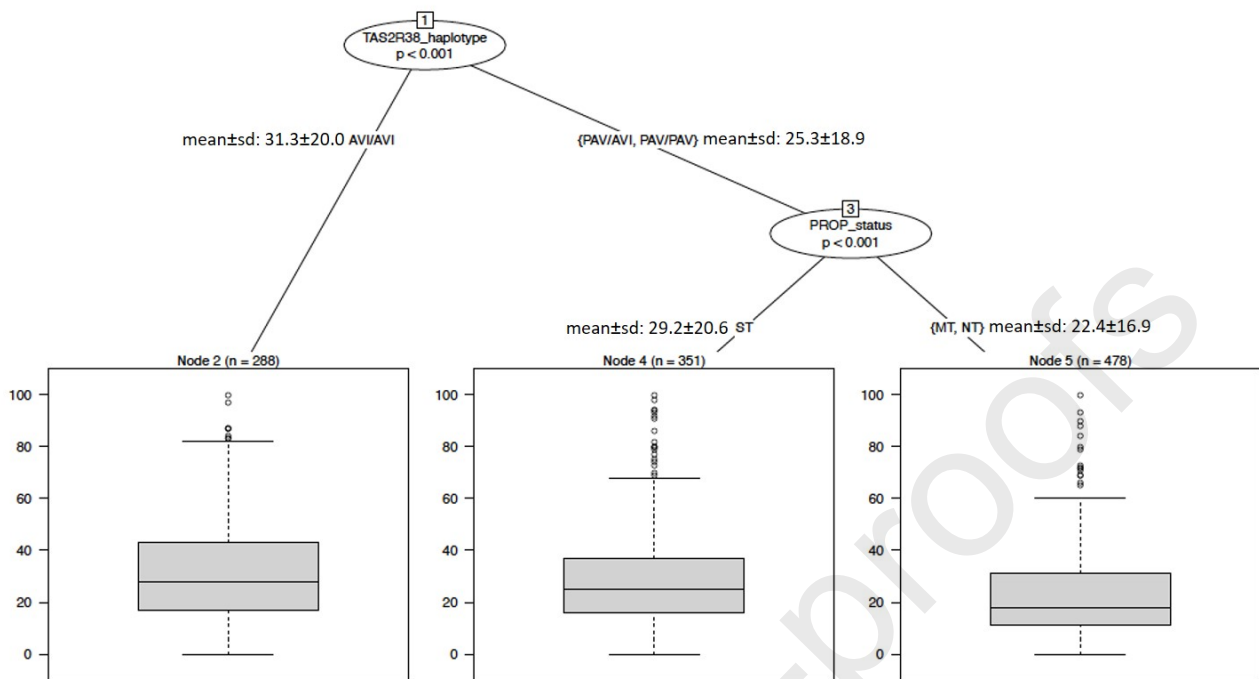 1
TAS2R38_haplotype
p < 0.001
mean±sd: 31.3±20.0 AVI/AVI
{PAV/AVI, PAV/PAV} mean±sd: 25.3±18.9
3
PROP_status
p < 0.001
mean±sd: 29.2±20.6 ST
{MT, NT} mean±sd: 22.4±16.9
Node 2 (n = 288)
100
80
60
40
20
0
Node 4 (n = 351)
100
80
60
40
20
0
Node 5 (n = 478)
100
80
60
40
20
0
proofs